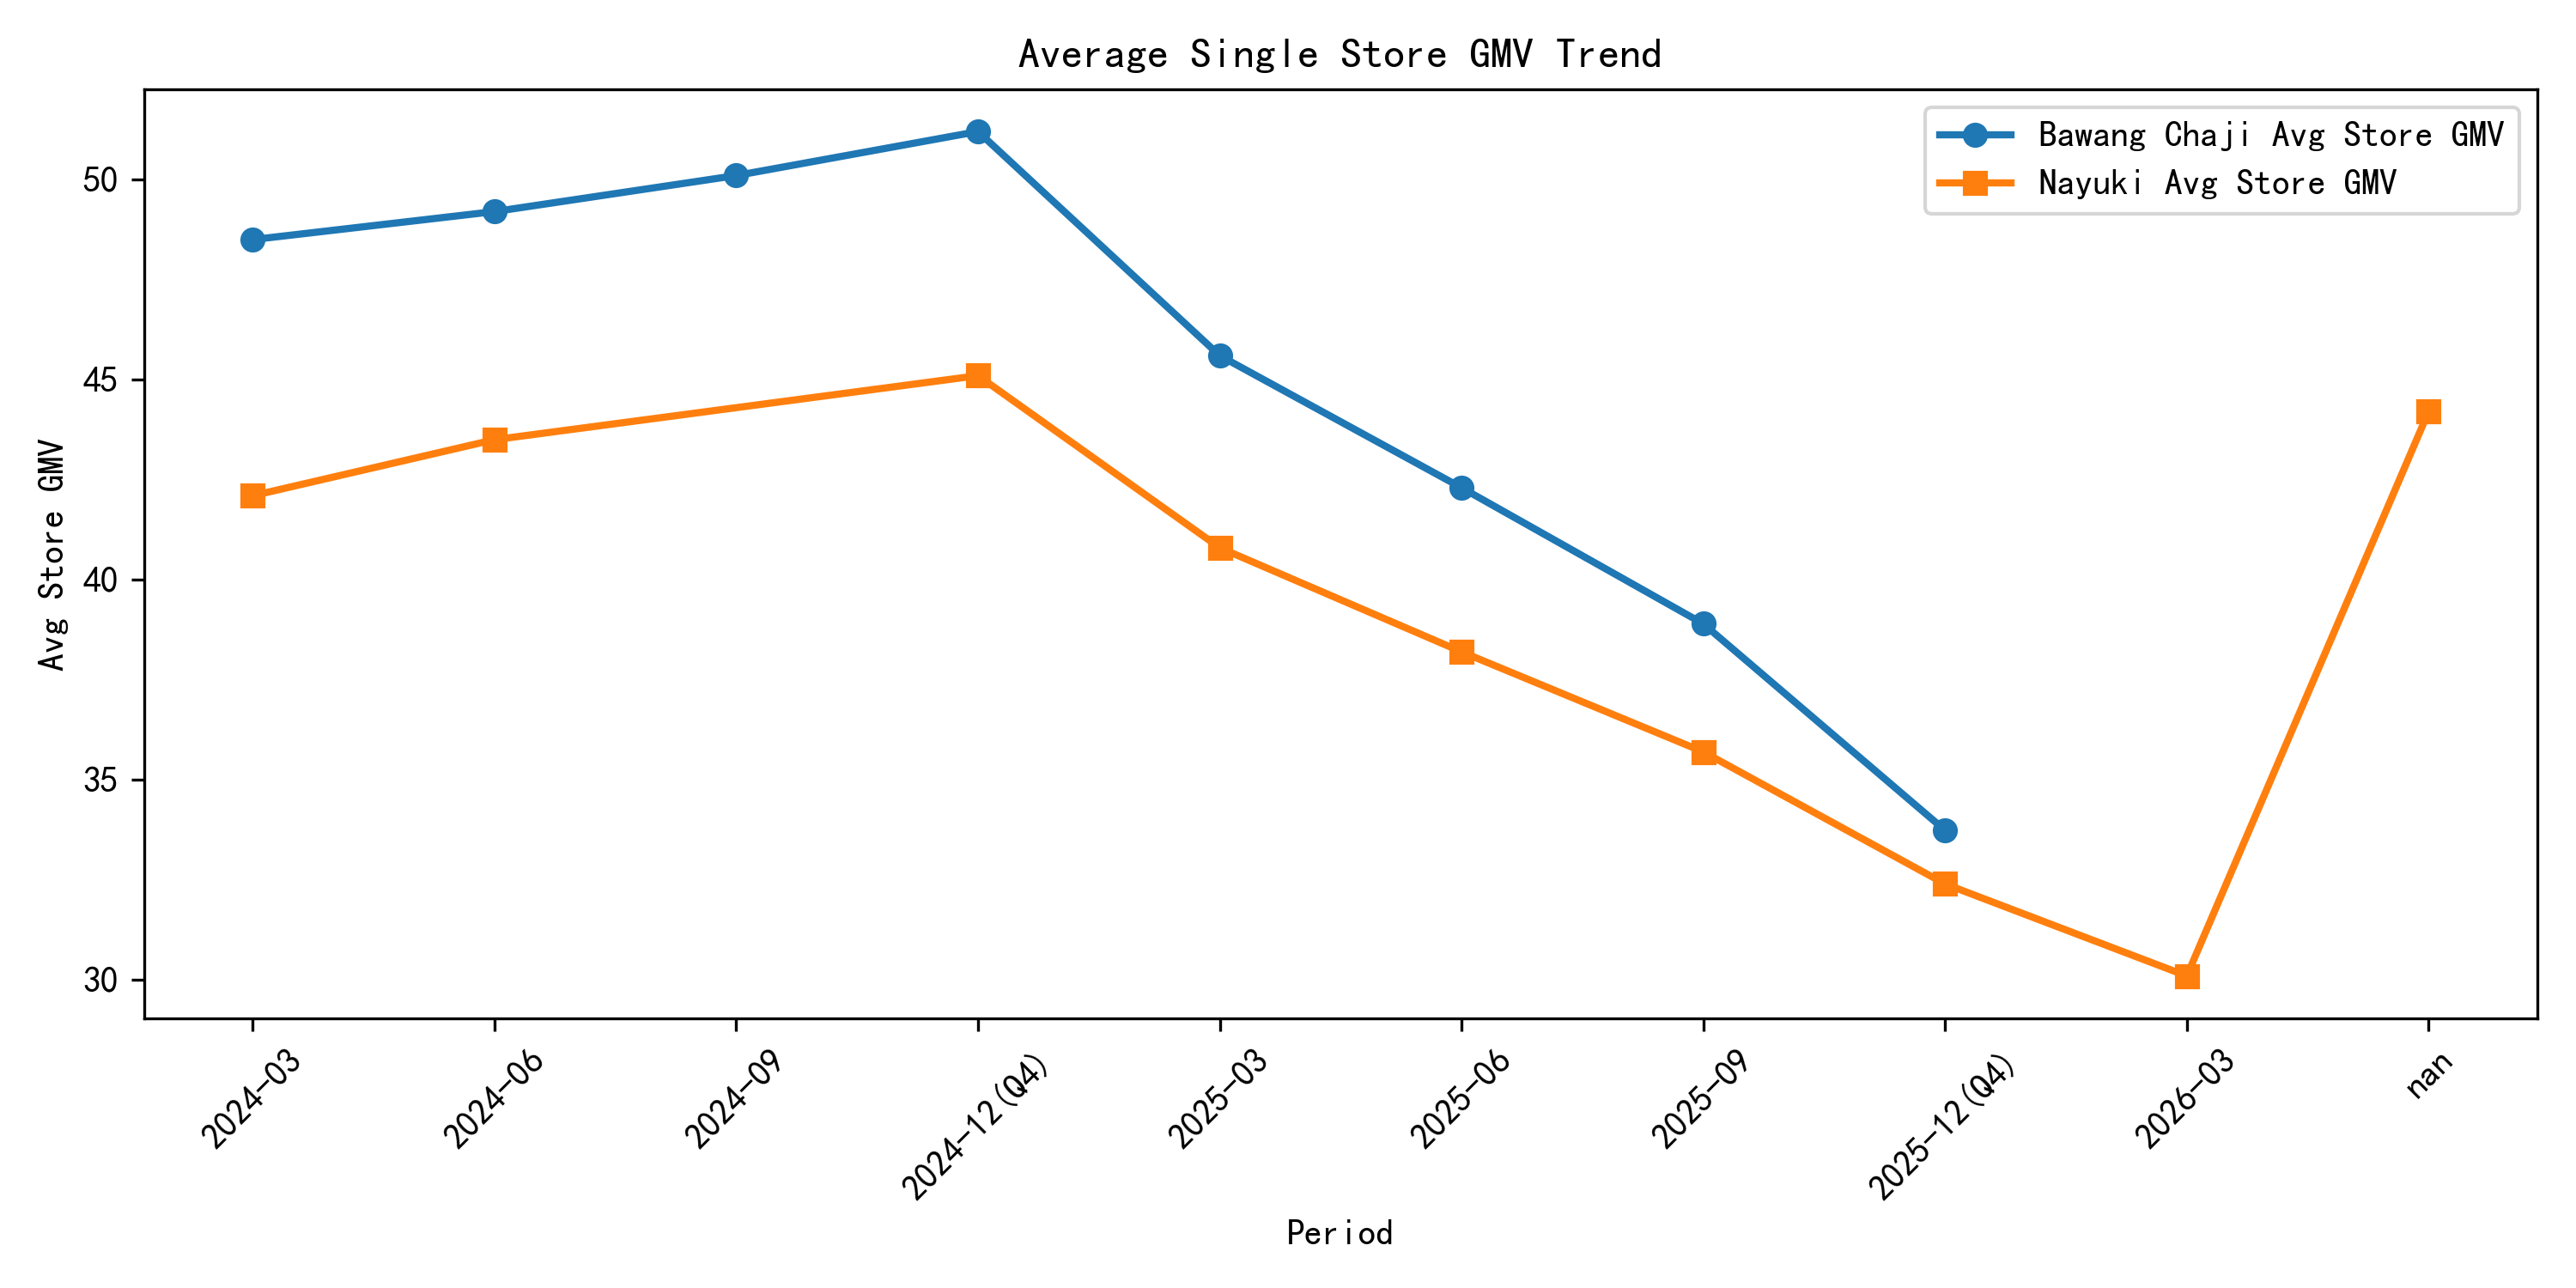 Average Single Store GMV Trend
Bawang Chaji Avg Store GMV
Nayuki Avg Store GMV
Avg Store GMV
50
45
40
35
30
2024-03
2024-06
2024-09
2024-12(Q4)
2025-03
2025-06
2025-09
2025-12(Q4)
2026-03
nan
Period